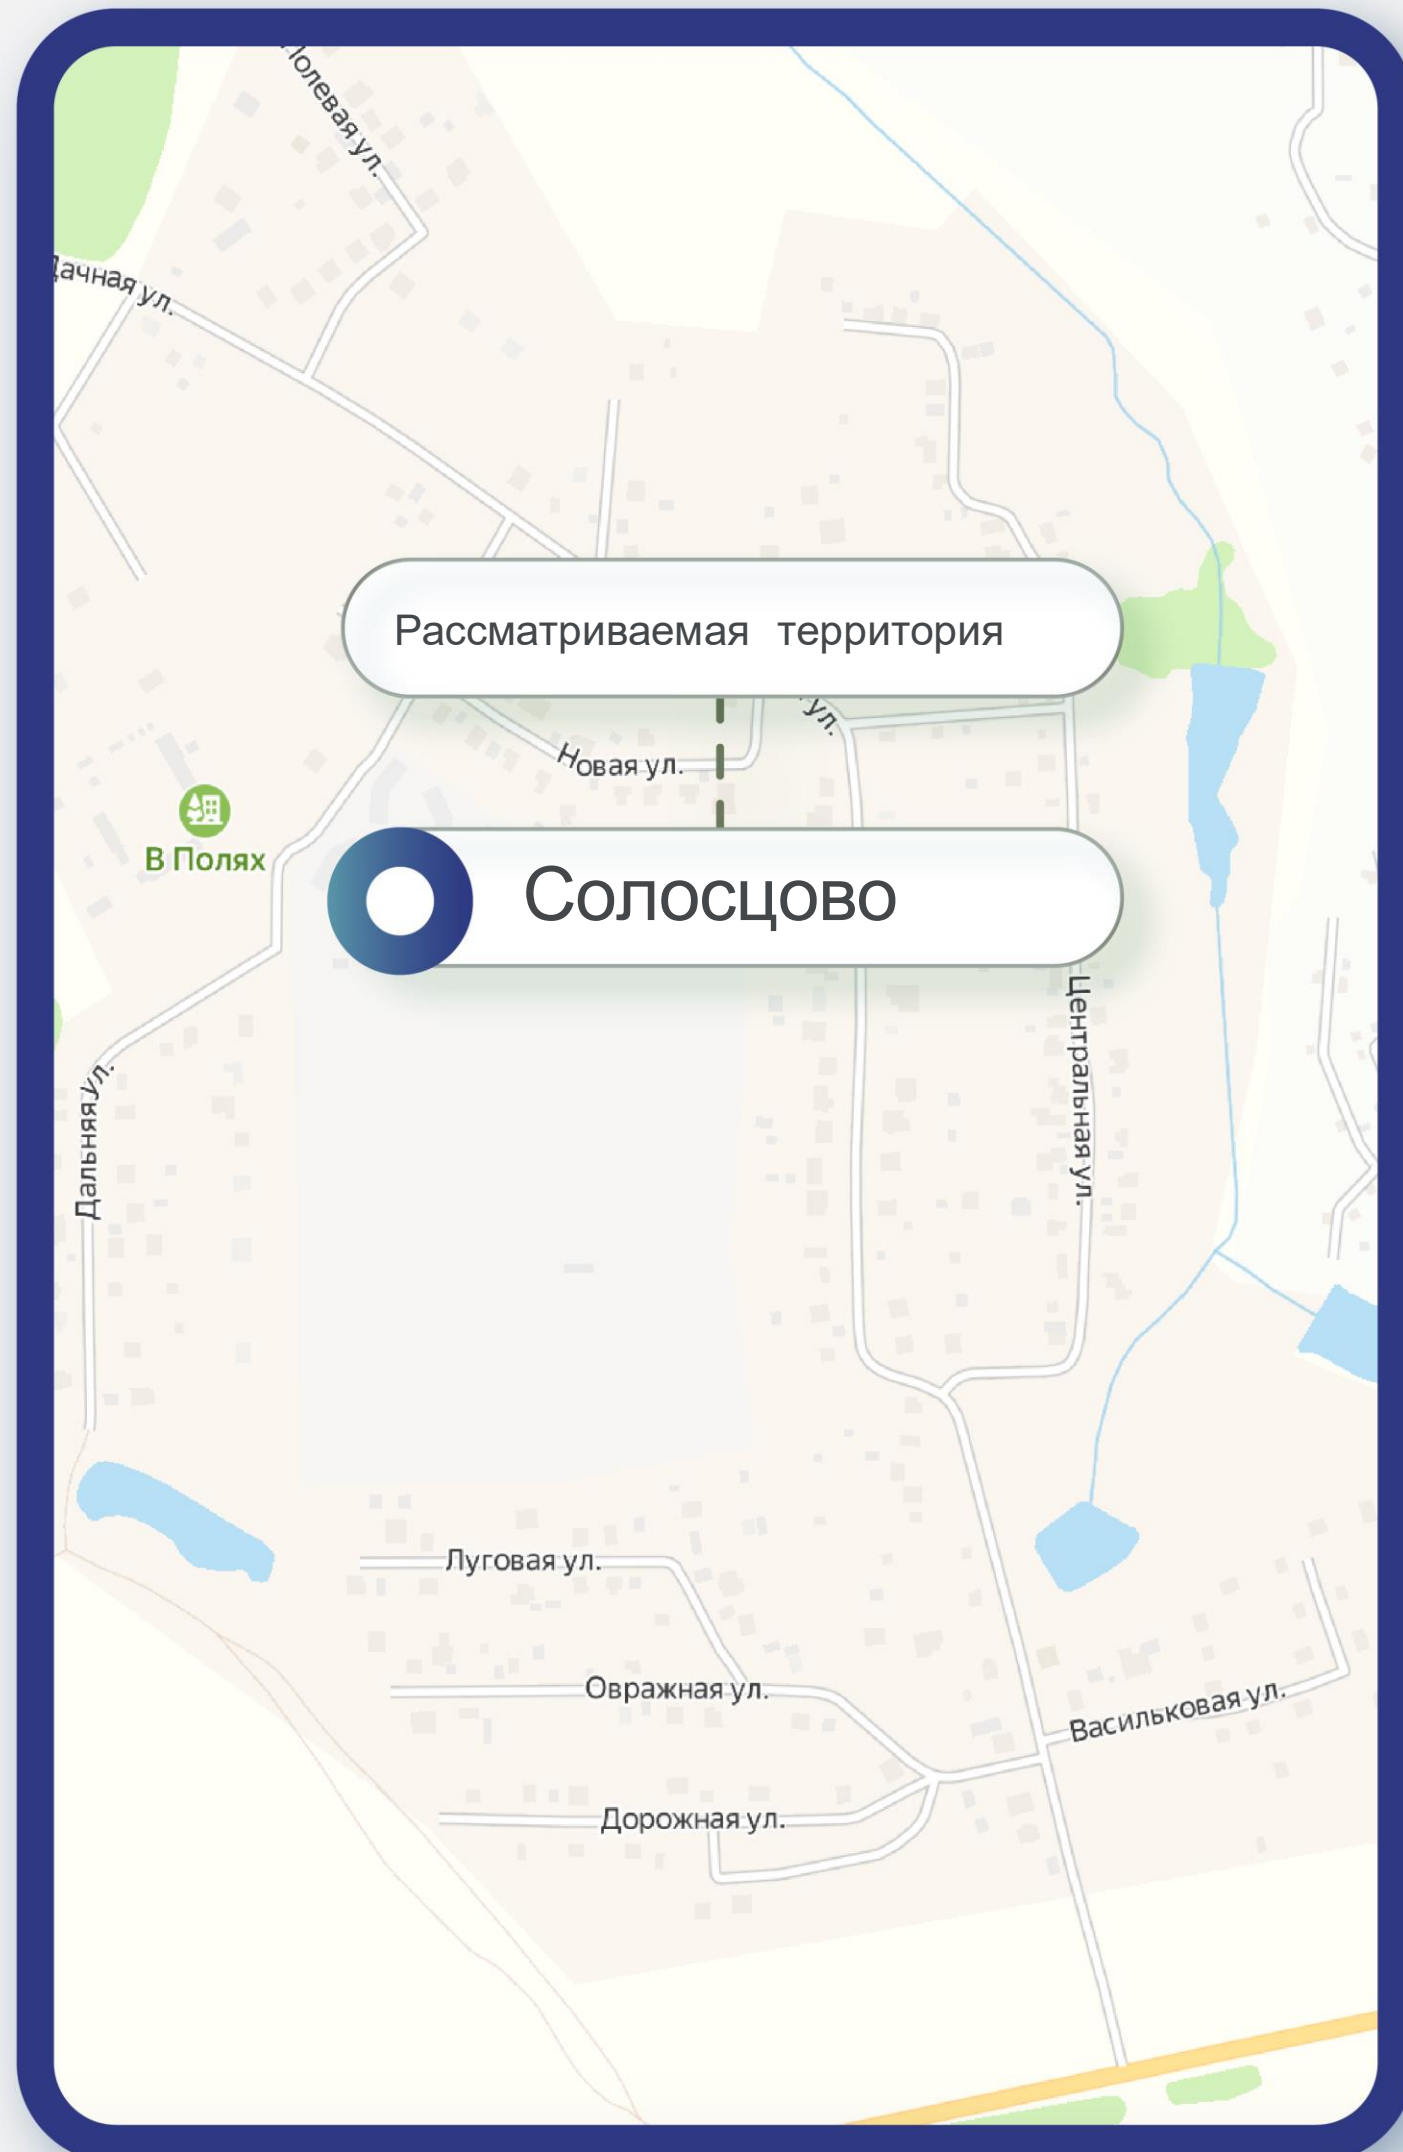 Полевая ул.
Дачная ул.
Рассматриваемая территория
ул.
Новая ул.
В Полях
Солосцово
Центральная ул.
Дальняя ул.
Луговая ул.
Овражная ул.
Васильковая ул.
Дорожная ул.